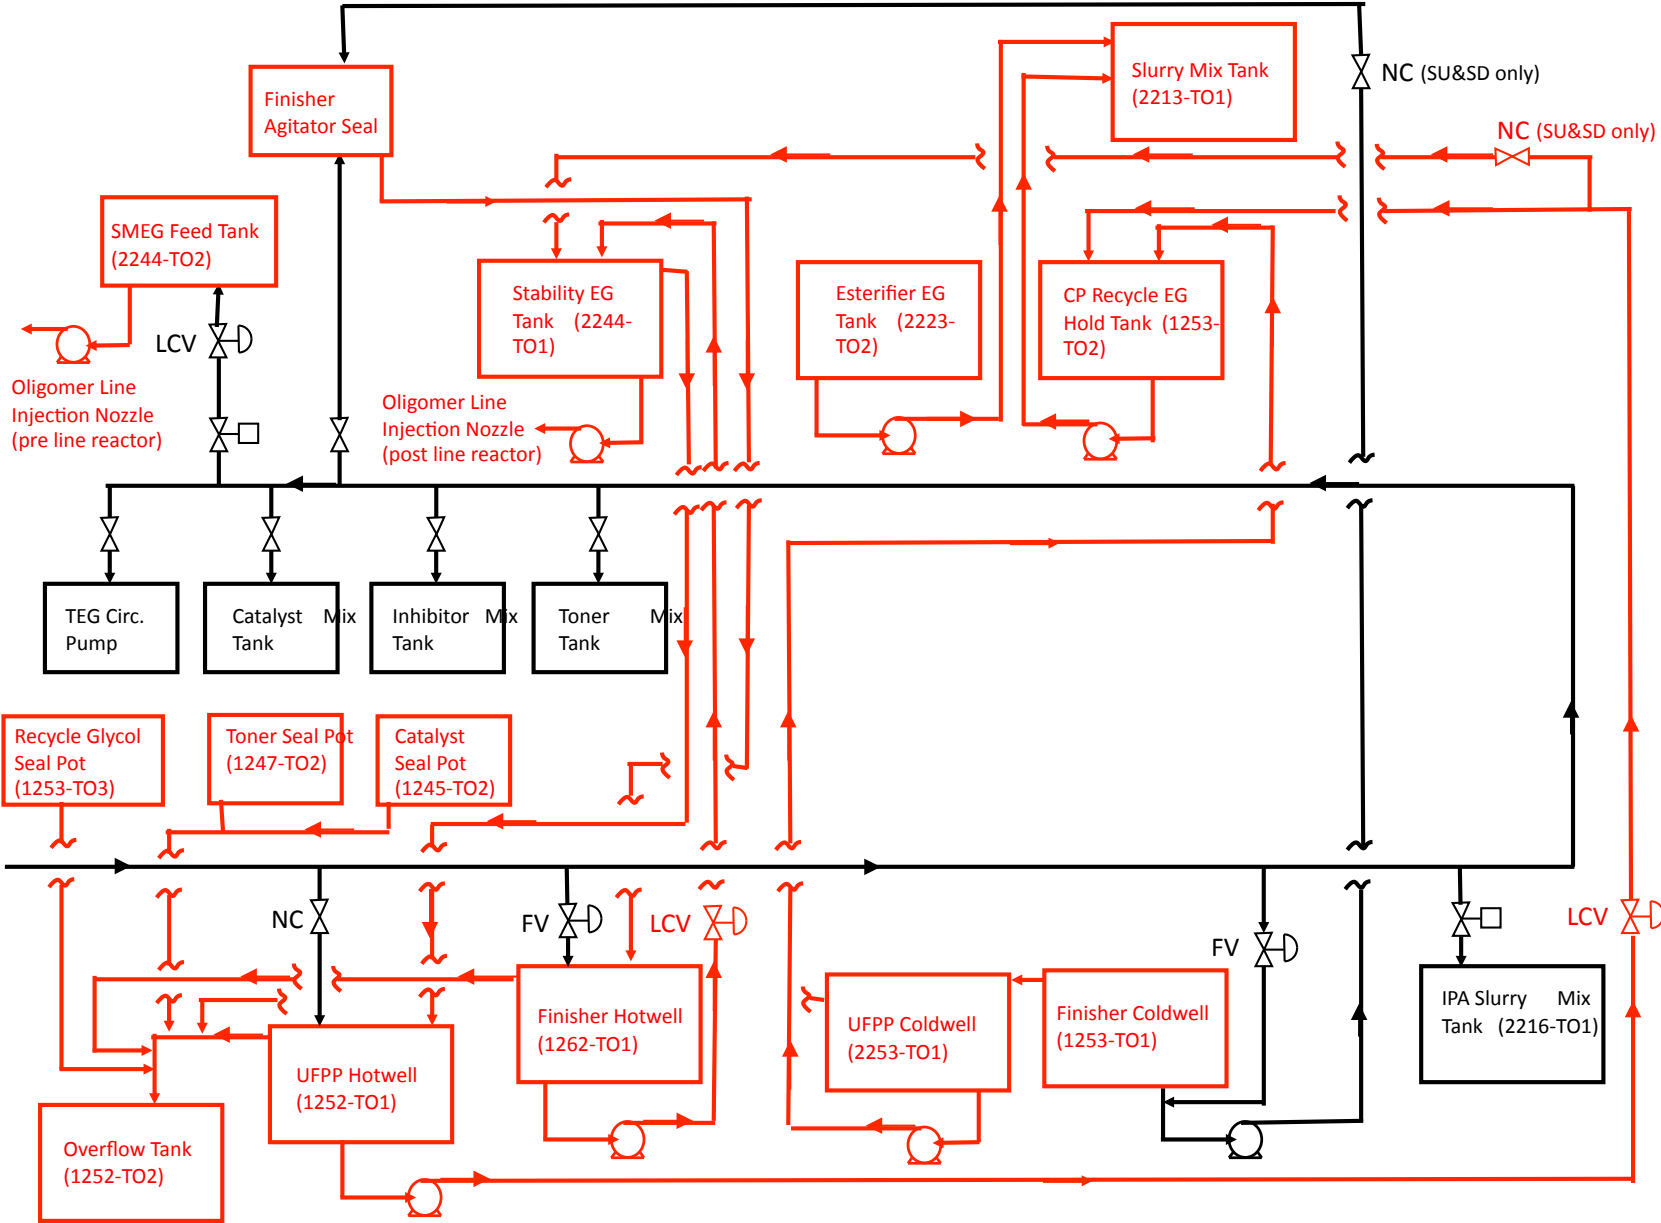 NC (SU&SD only)
Slurry Mix Tank
(2213-TO1)
Finisher
Agitator Seal
NC (SU&SD only)
SMEG Feed Tank
(2244-TO2)
Stability EG
Tank (2244-
TO1)
Esterifier EG
Tank (2223-
TO2)
CP Recycle EG
Hold Tank (1253-
TO2)
LCV
Oligomer Line
Injection Nozzle
(pre line reactor)
Oligomer Line
Injection Nozzle
(post line reactor)
TEG Circ.
Pump
Catalyst Mix
Tank
Inhibitor Mix
Tank
Toner Mix
Tank
Recycle Glycol
Seal Pot
(1253-TO3)
Toner Seal Pot
(1247-TO2)
Catalyst
Seal Pot
(1245-TO2)
NC
FV
LCV
FV
LCV
Finisher Hotwell
(1262-TO1)
UFPP Coldwell
(2253-TO1)
Finisher Coldwell
(1253-TO1)
IPA Slurry Mix
Tank (2216-TO1)
UFPP Hotwell
(1252-TO1)
Overflow Tank
(1252-TO2)